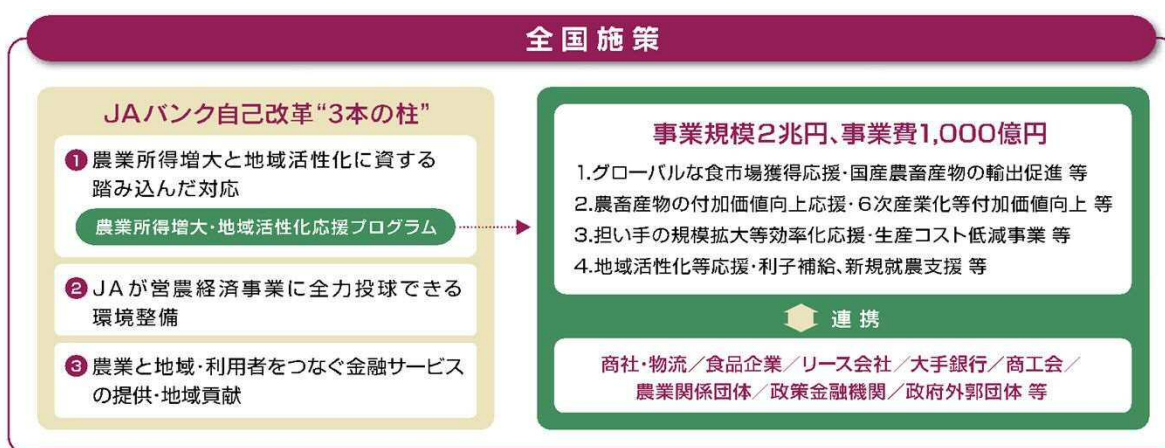 全国施策
JAバンク自己改革“3本の柱”
❶農業所得増大と地域活性化に資する
踏み込んだ対応
農業所得増大・地域活性化応援プログラム
❷JAが営農経済事業に全力投球できる
環境整備
❸農業と地域・利用者をつなぐ金融サービス
の提供・地域貢献
事業規模2兆円、事業費1,000億円
1.グローバルな食市場獲得応援・国産農畜産物の輸出促進 等
2.農畜産物の付加価値向上応援・6次産業化等付加価値向上 等
3.担い手の規模拡大等効率化応援・生産コスト低減事業 等
4.地域活性化等応援・利子補給、新規就農支援 等
連携
商社・物流／食品企業／リース会社／大手銀行／商工会／
農業関係団体／政策金融機関／政府外郭団体 等